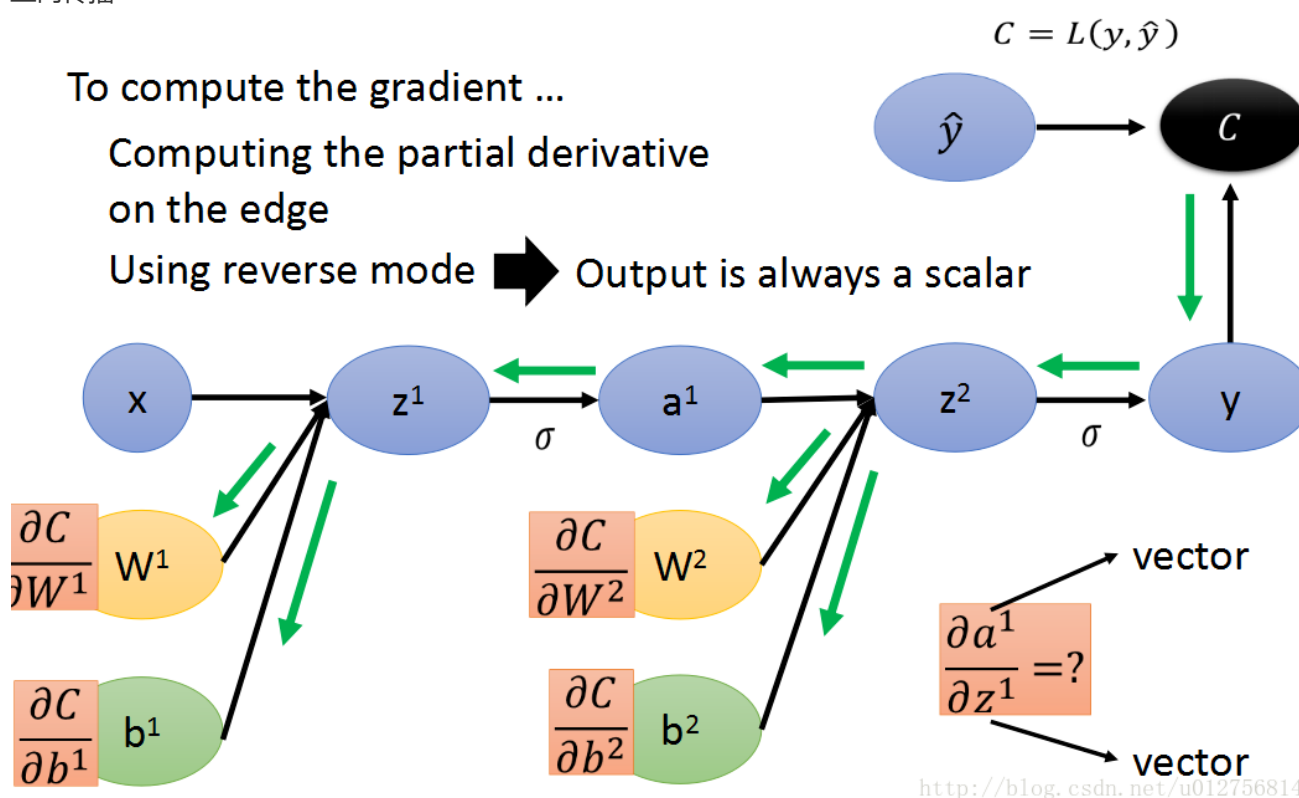 C = L(y, ŷ)
To compute the gradient ...
Computing the partial derivative
on the edge
Using reverse mode
Output is always a scalar
ŷ
C
x
z¹
σ
a¹
z²
σ
y
∂C/∂W¹
W¹
∂C/∂W²
W²
vector
∂a¹/∂z¹ =?
∂C/∂b¹
b¹
∂C/∂b²
b²
vector
http://blog.csdn.net/u012756814